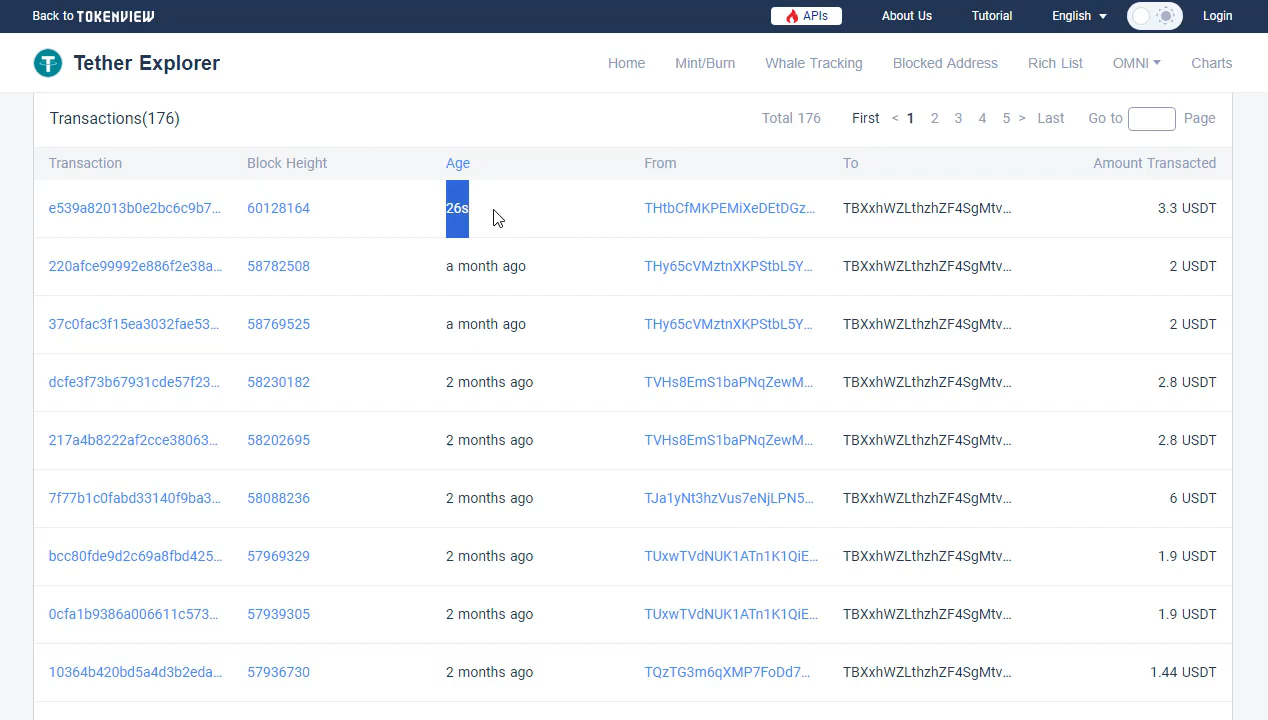 Back to TOKENVIEW APIs About Us Tutorial English Login
Tether Explorer Home Mint/Burn Whale Tracking Blocked Address Rich List OMNI Charts
Transactions(176) Total 176 First < 1 2 3 4 5 > Last Go to Page
Transaction Block Height Age From To Amount Transacted
e539a82013b0e2bc6c9b7... 60128164 26s THtbCfMKPEMiXeDEtDGz... TBXxhWZLthzhZF4SgMtv... 3.3 USDT
220afce99992e886f2e38a... 58782508 a month ago THy65cVMztnXKPStbL5Y... TBXxhWZLthzhZF4SgMtv... 2 USDT
37c0fac3f15ea3032fae53... 58769525 a month ago THy65cVMztnXKPStbL5Y... TBXxhWZLthzhZF4SgMtv... 2 USDT
dcfe3f73b67931cde57f23... 58230182 2 months ago TVHs8EmS1baPNqZewM... TBXxhWZLthzhZF4SgMtv... 2.8 USDT
217a4b8222af2cce38063... 58202695 2 months ago TVHs8EmS1baPNqZewM... TBXxhWZLthzhZF4SgMtv... 2.8 USDT
7f77b1c0fabd33140f9ba3... 58088236 2 months ago TJa1yNt3hzVus7eNjLPN5... TBXxhWZLthzhZF4SgMtv... 6 USDT
bcc80fde9d2c69a8fbd425... 57969329 2 months ago TUxwTVdNUK1ATn1K1QiE... TBXxhWZLthzhZF4SgMtv... 1.9 USDT
0cfa1b9386a006611c573... 57939305 2 months ago TUxwTVdNUK1ATn1K1QiE... TBXxhWZLthzhZF4SgMtv... 1.9 USDT
10364b420bd5a4d3b2eda... 57936730 2 months ago TQzTG3m6qXMP7FoDd7... TBXxhWZLthzhZF4SgMtv... 1.44 USDT